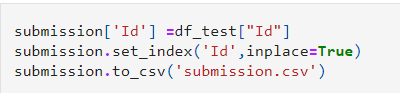 submission['Id'] =df_test["Id"]
submission.set_index('Id',inplace=True)
submission.to_csv('submission.csv')